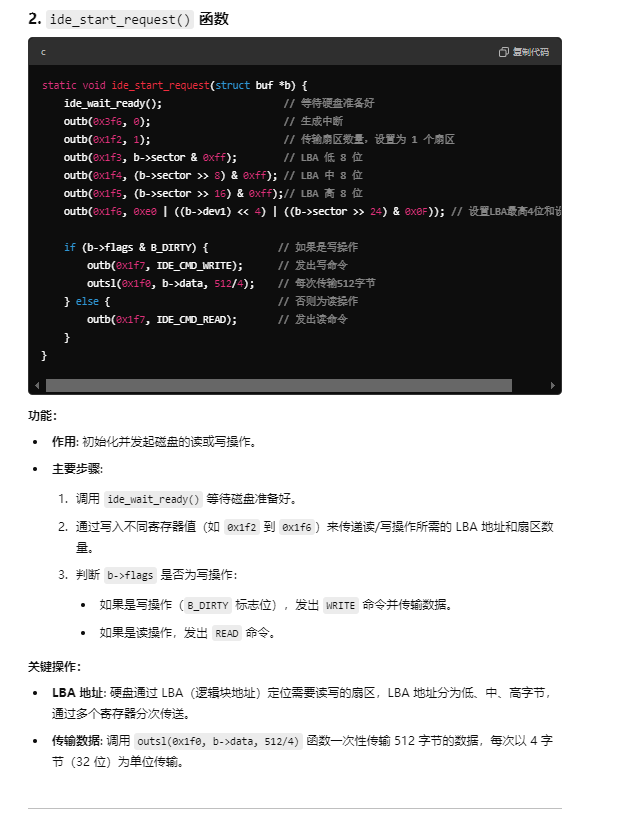 2. ide_start_request() 函数
c
复制代码
static void ide_start_request(struct buf *b) {
    ide_wait_ready();                   // 等待硬盘准备好
    outb(0x3f6, 0);                     // 生成中断
    outb(0x1f2, 1);                     // 传输扇区数量，设置为 1 个扇区
    outb(0x1f3, b->sector & 0xff);       // LBA 低 8 位
    outb(0x1f4, (b->sector >> 8) & 0xff); // LBA 中 8 位
    outb(0x1f5, (b->sector >> 16) & 0xff);// LBA 高 8 位
    outb(0x1f6, 0xe0 | ((b->dev1) << 4) | ((b->sector >> 24) & 0x0F)); // 设置LBA最高4位和
    if (b->flags & B_DIRTY) {           // 如果是写操作
        outb(0x1f7, IDE_CMD_WRITE);     // 发出写命令
        outsl(0x1f0, b->data, 512/4);   // 每次传输512字节
    } else {                            // 否则为读操作
        outb(0x1f7, IDE_CMD_READ);      // 发出读命令
    }
}
功能:
• 作用: 初始化并发起磁盘的读或写操作。
• 主要步骤:
1. 调用 ide_wait_ready() 等待磁盘准备好。
2. 通过写入不同寄存器值（如 0x1f2 到 0x1f6 ）来传递读/写操作所需的 LBA 地址和扇区数
量。
3. 判断 b->flags 是否为写操作:
• 如果是写操作（ B_DIRTY 标志位），发出 WRITE 命令并传输数据。
• 如果是读操作，发出 READ 命令。
关键操作:
• LBA 地址: 硬盘通过 LBA（逻辑块地址）定位需要读写的扇区，LBA 地址分为低、中、高字节，
通过多个寄存器分次传送。
• 传输数据: 调用 outsl(0x1f0, b->data, 512/4) 函数一次性传输 512 字节的数据，每次以 4 字
节（32 位）为单位传输。